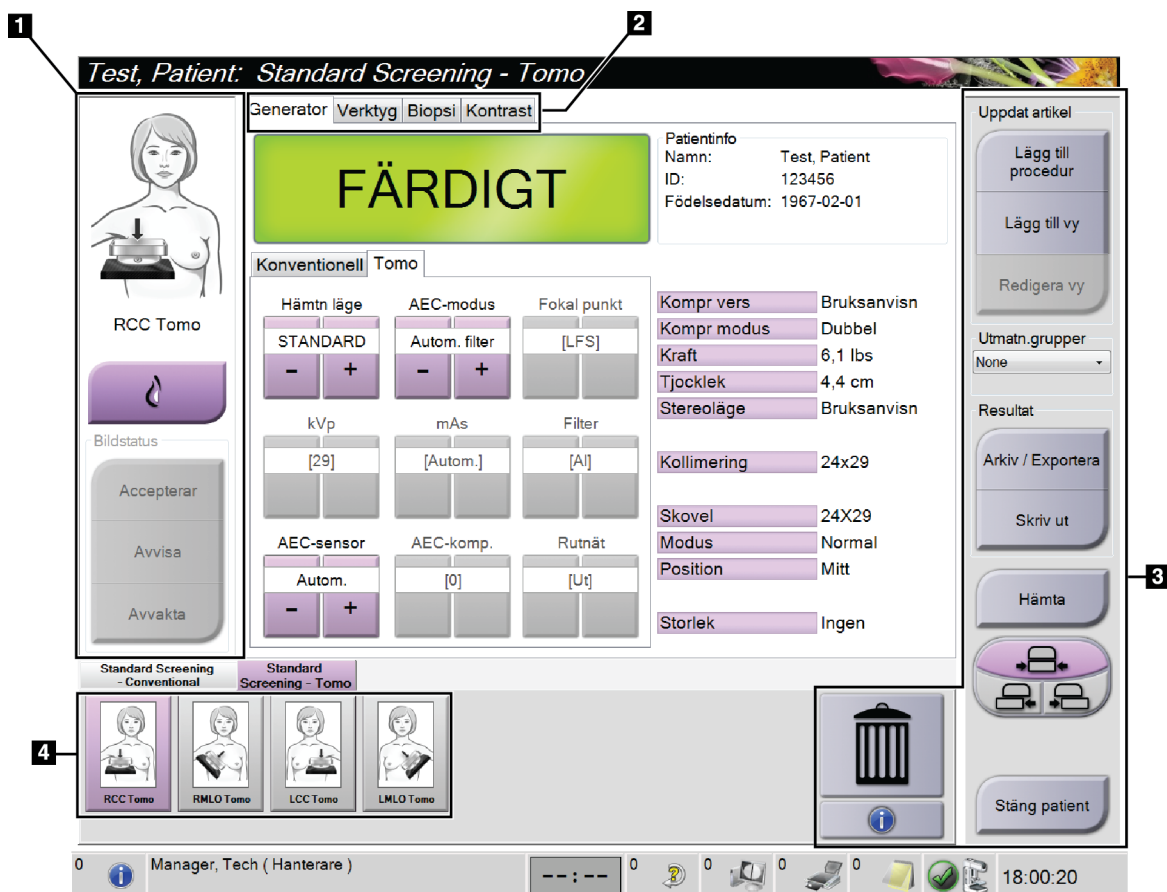 1
2
Test, Patient: Standard Screening - Tomo
RCC Tomo
Bildstatus
Accepterar
Avvisa
Avvakta
Generator Verktyg Biopsi Kontrast
FÄRDIGT
Patientinfo
Namn: Test, Patient
ID: 123456
Födelsedatum: 1967-02-01
Konventionell Tomo
Hämtn läge AEC-modus Fokal punkt
STANDARD Autom. filter [LFS]
- + - +
kVp mAs Filter
[29] [Autom.] [Al]
AEC-sensor AEC-komp. Rutnät
Autom. [0] [Ut]
- +
Kompr vers Bruksanvisn
Kompr modus Dubbel
Kraft 6,1 lbs
Tjocklek 4,4 cm
Stereoläge Bruksanvisn
Kollimering 24x29
Skovel 24X29
Modus Normal
Position Mitt
Storlek Ingen
Uppdat artikel
Lägg till
procedur
Lägg till vy
Redigera vy
Utmatn.grupper
None
Resultat
Arkiv / Exportera
Skriv ut
3
Hämta
Stäng patient
Standard Screening
- Conventional
Standard
Screening - Tomo
4
RCC Tomo RMLO Tomo LCC Tomo LMLO Tomo
0 Manager, Tech ( Hanterare ) --:-- 0 0 0 0 18:00:20